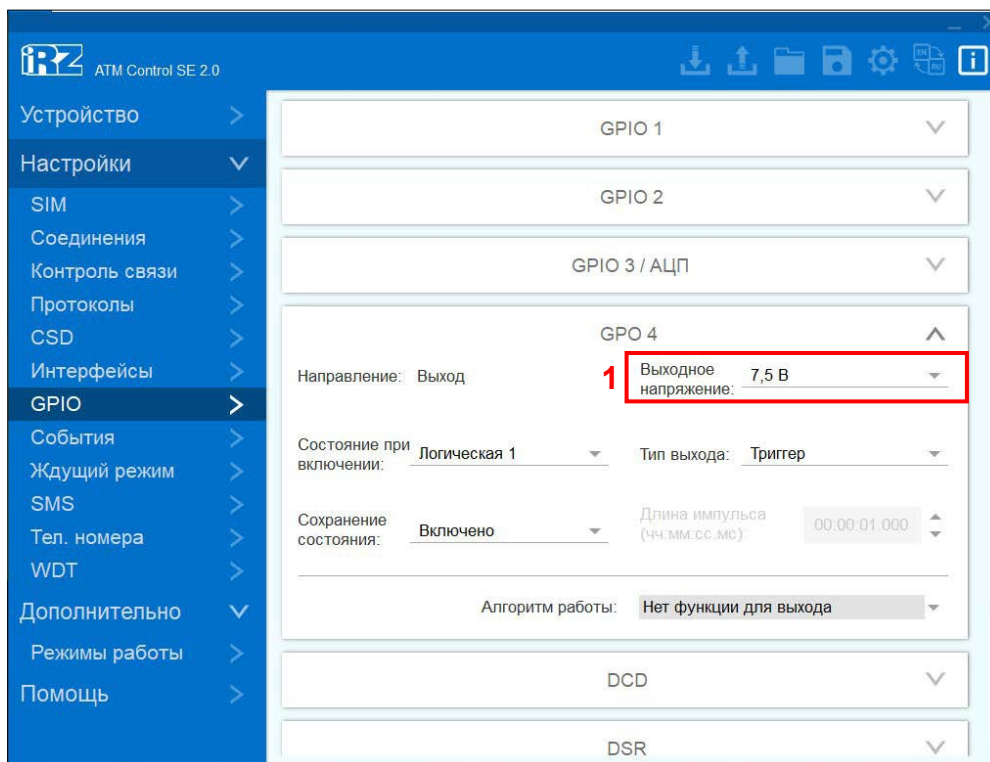 iRZ ATM Control SE 2.0
EN
RU
i
Устройство
Настройки
SIM
Соединения
Контроль связи
Протоколы
CSD
Интерфейсы
GPIO
События
Ждущий режим
SMS
Тел. номера
WDT
Дополнительно
Режимы работы
Помощь
GPIO 1
GPIO 2
GPIO 3 / АЦП
GPO 4
Направление: Выход
1
Выходное
напряжение: 7,5 В
Состояние при
включении: Логическая 1
Тип выхода: Триггер
Сохранение
состояния: Включено
Длина импульса
(чч:мм:сс.мс): 00:00:01.000
Алгоритм работы: Нет функции для выхода
DCD
DSR